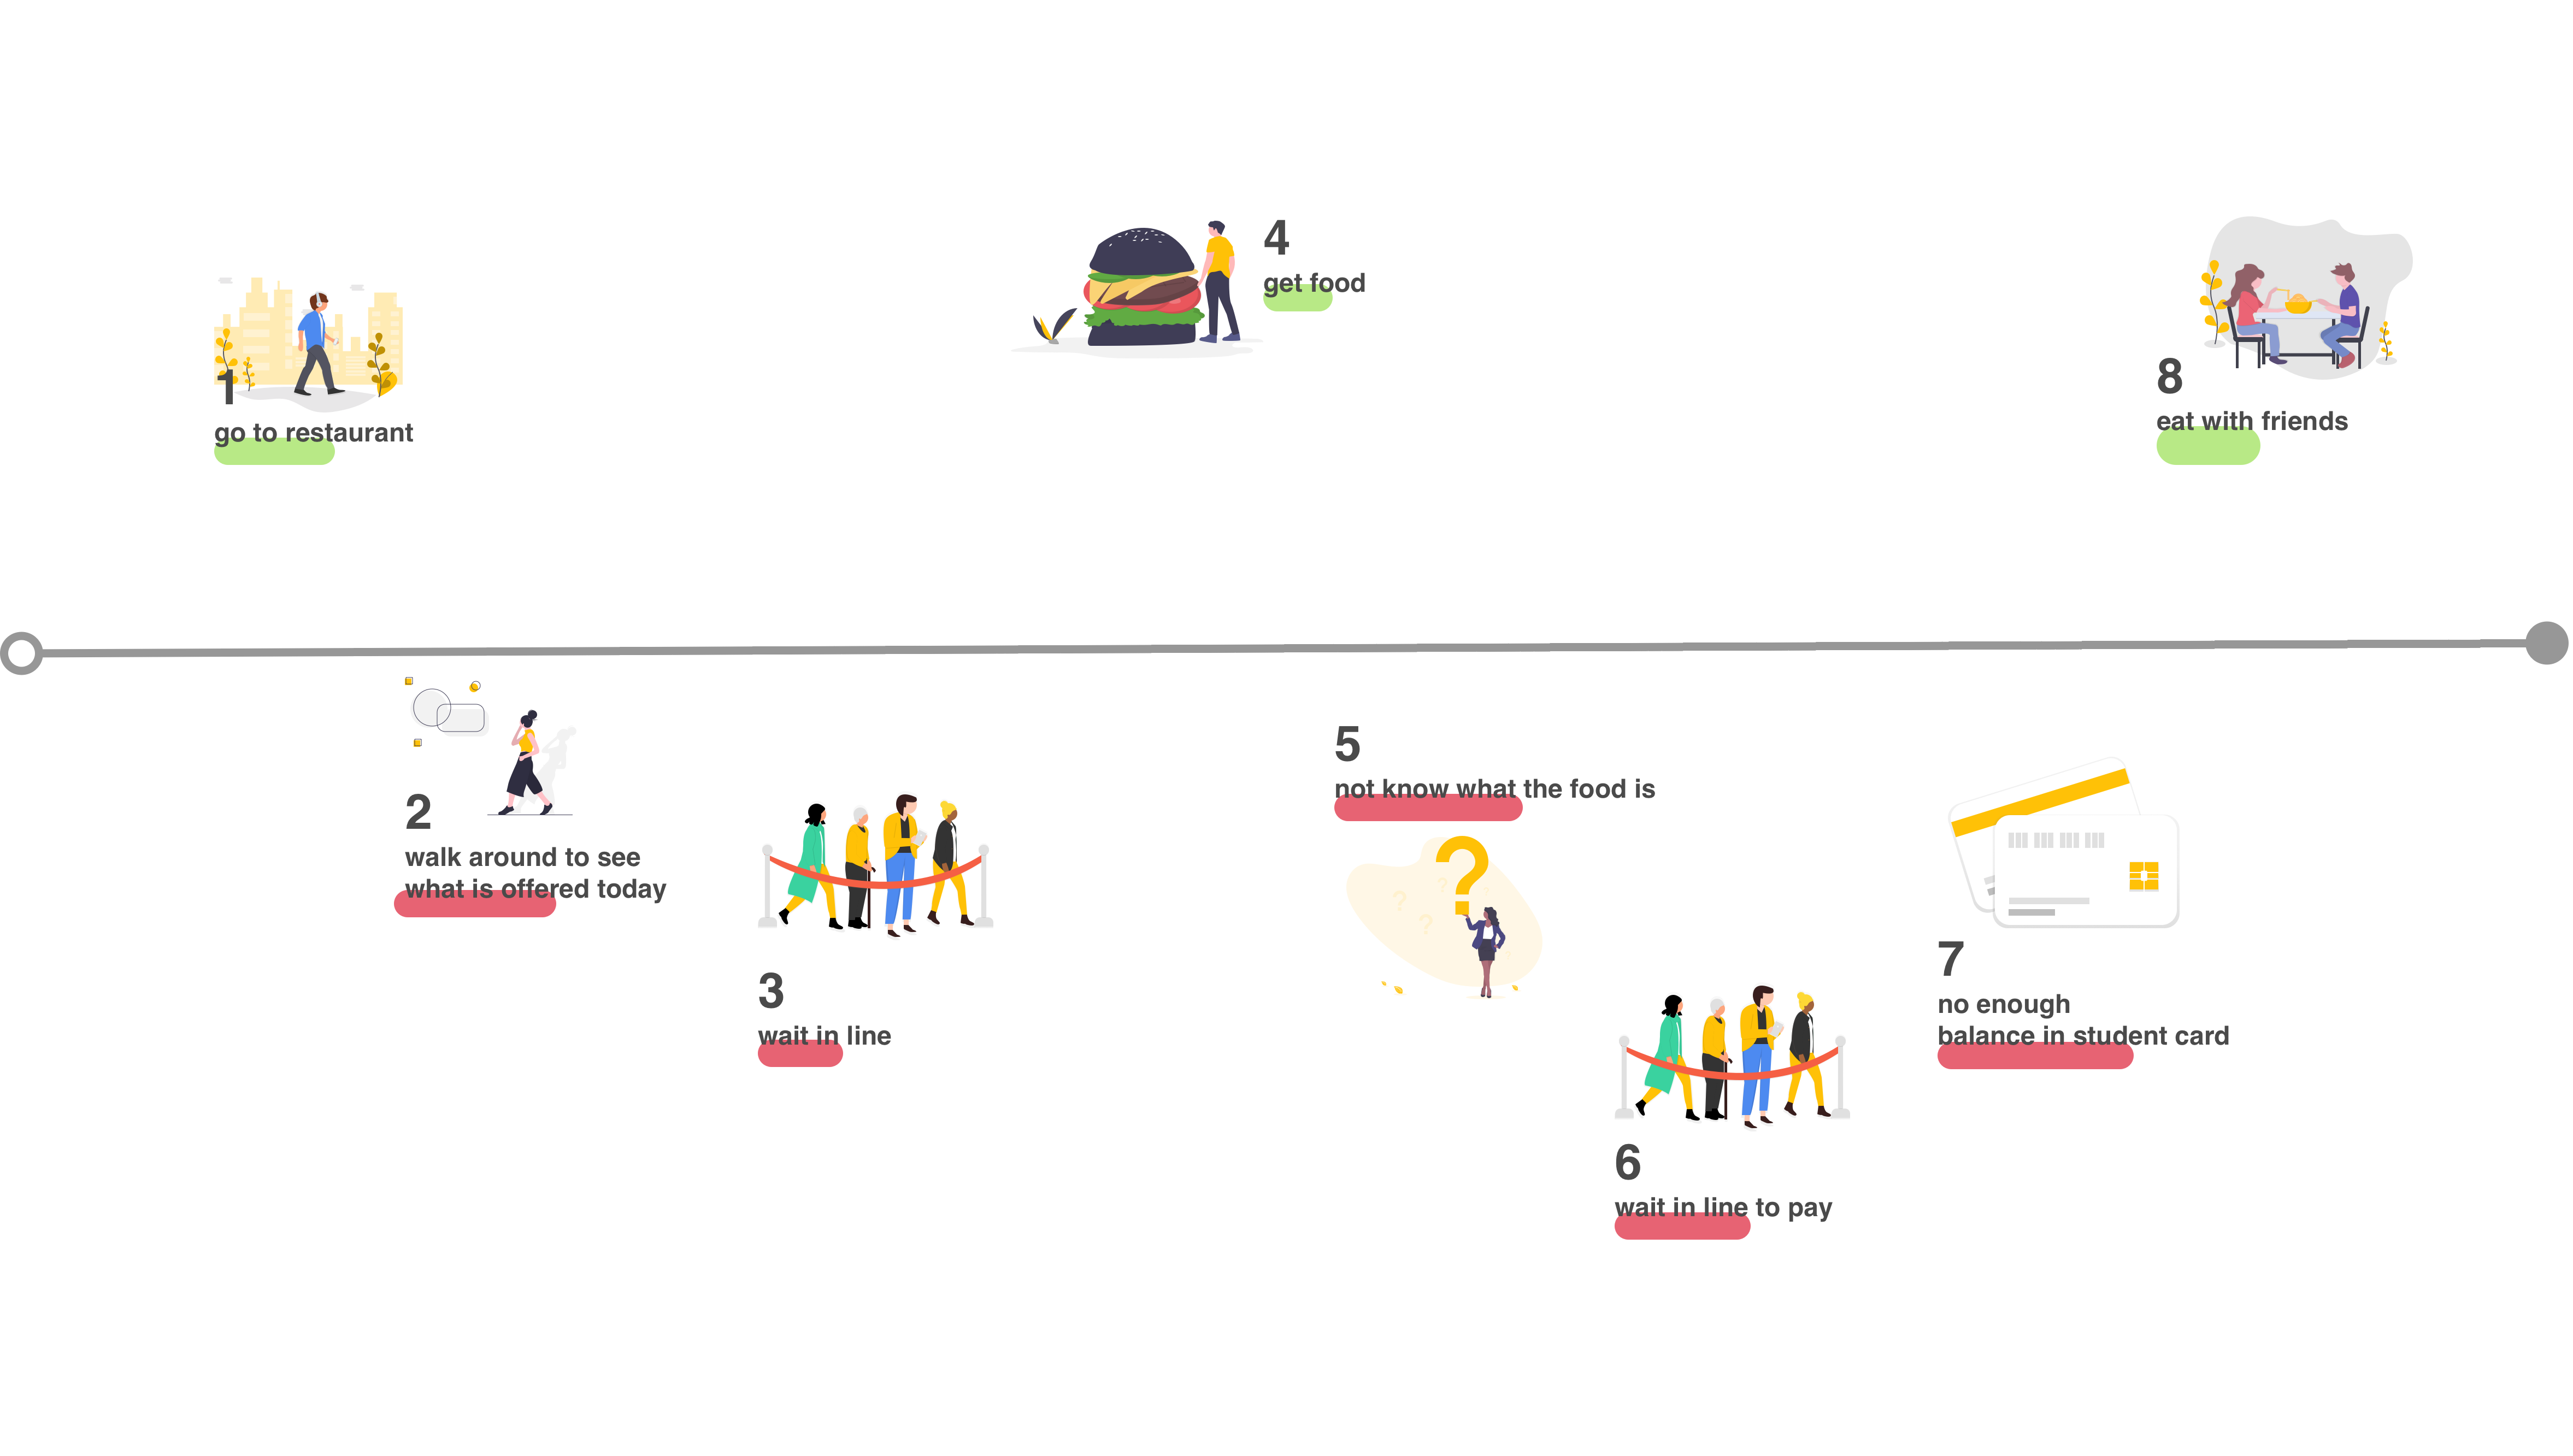 1
go to restaurant
2
walk around to see
what is offered today
3
wait in line
4
get food
5
not know what the food is
?
?
?
?
6
wait in line to pay
7
no enough
balance in student card
8
eat with friends